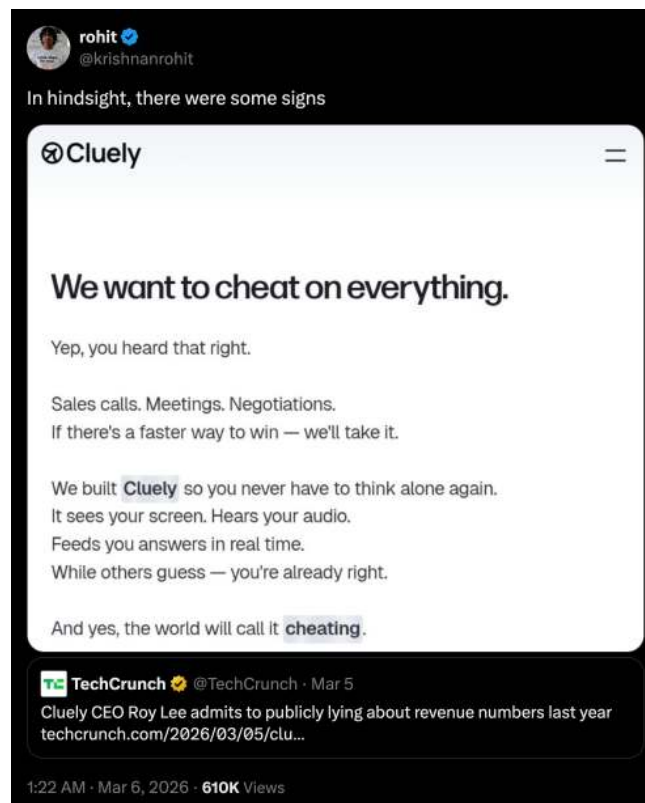 rohit
@krishnanrohit
In hindsight, there were some signs
Cluely
We want to cheat on everything.
Yep, you heard that right.
Sales calls. Meetings. Negotiations.
If there's a faster way to win — we'll take it.
We built Cluely so you never have to think alone again.
It sees your screen. Hears your audio.
Feeds you answers in real time.
While others guess — you're already right.
And yes, the world will call it cheating.
TechCrunch @TechCrunch · Mar 5
Cluely CEO Roy Lee admits to publicly lying about revenue numbers last year
techcrunch.com/2026/03/05/clu...
1:22 AM · Mar 6, 2026 · 610K Views